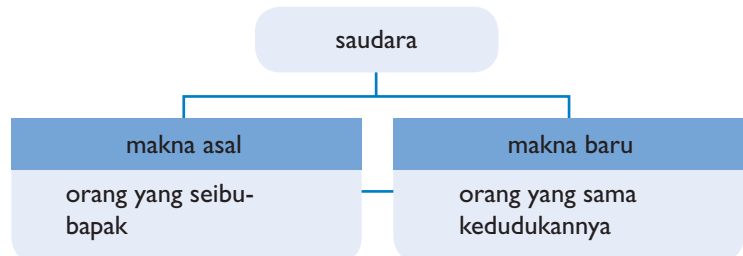 saudara
makna asal
orang yang seibu-
bapak
makna baru
orang yang sama
kedudukannya